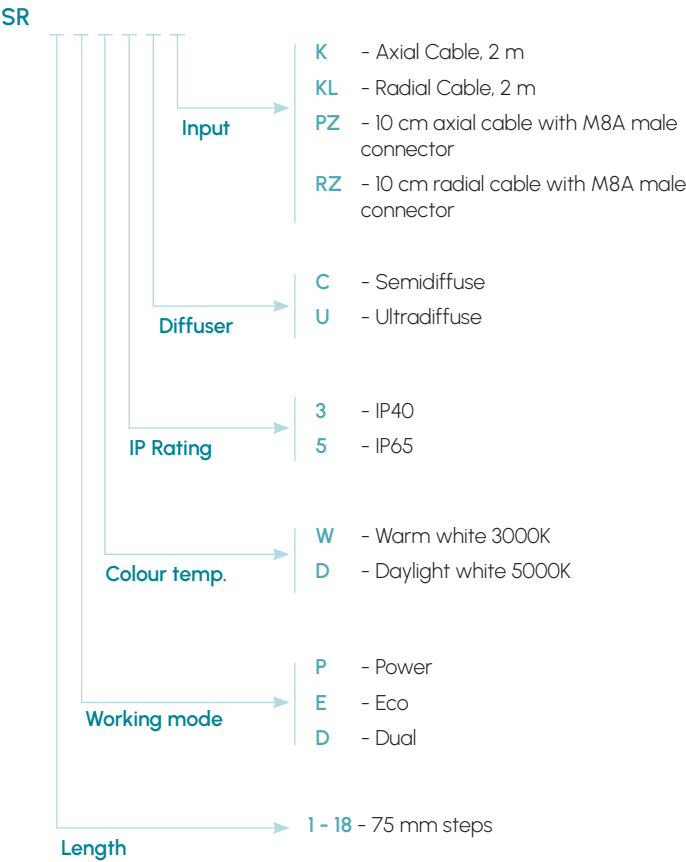 SR
K - Axial Cable, 2 m
KL - Radial Cable, 2 m
Input
PZ - 10 cm axial cable with M8A male
connector
RZ - 10 cm radial cable with M8A male
connector
C - Semidiffuse
Diffuser
U - Ultradiffuse
3 - IP40
IP Rating
5 - IP65
W - Warm white 3000K
Colour temp.
D - Daylight white 5000K
P - Power
E - Eco
Working mode
D - Dual
1 - 18 - 75 mm steps
Length